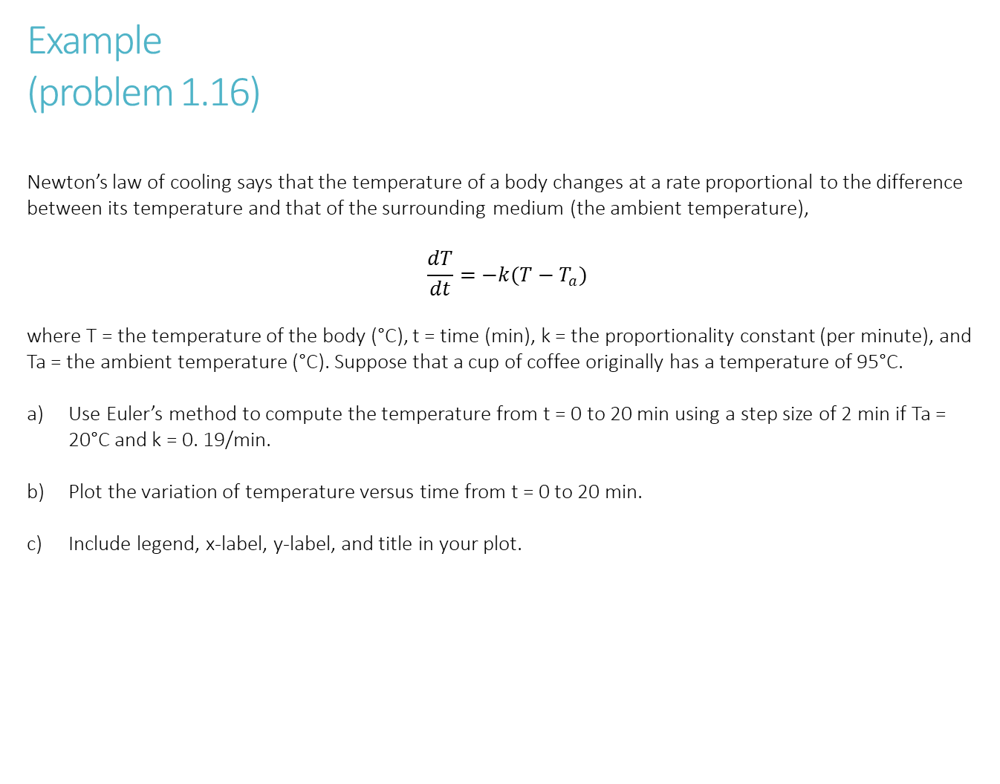 Example
(problem 1.16)
Newton’s law of cooling says that the temperature of a body changes at a rate proportional to the difference
between its temperature and that of the surrounding medium (the ambient temperature),
dT/dt = −k(T − Tₐ)
where T = the temperature of the body (°C), t = time (min), k = the proportionality constant (per minute), and
Ta = the ambient temperature (°C). Suppose that a cup of coffee originally has a temperature of 95°C.
a) Use Euler’s method to compute the temperature from t = 0 to 20 min using a step size of 2 min if Ta =
20°C and k = 0. 19/min.
b) Plot the variation of temperature versus time from t = 0 to 20 min.
c) Include legend, x-label, y-label, and title in your plot.